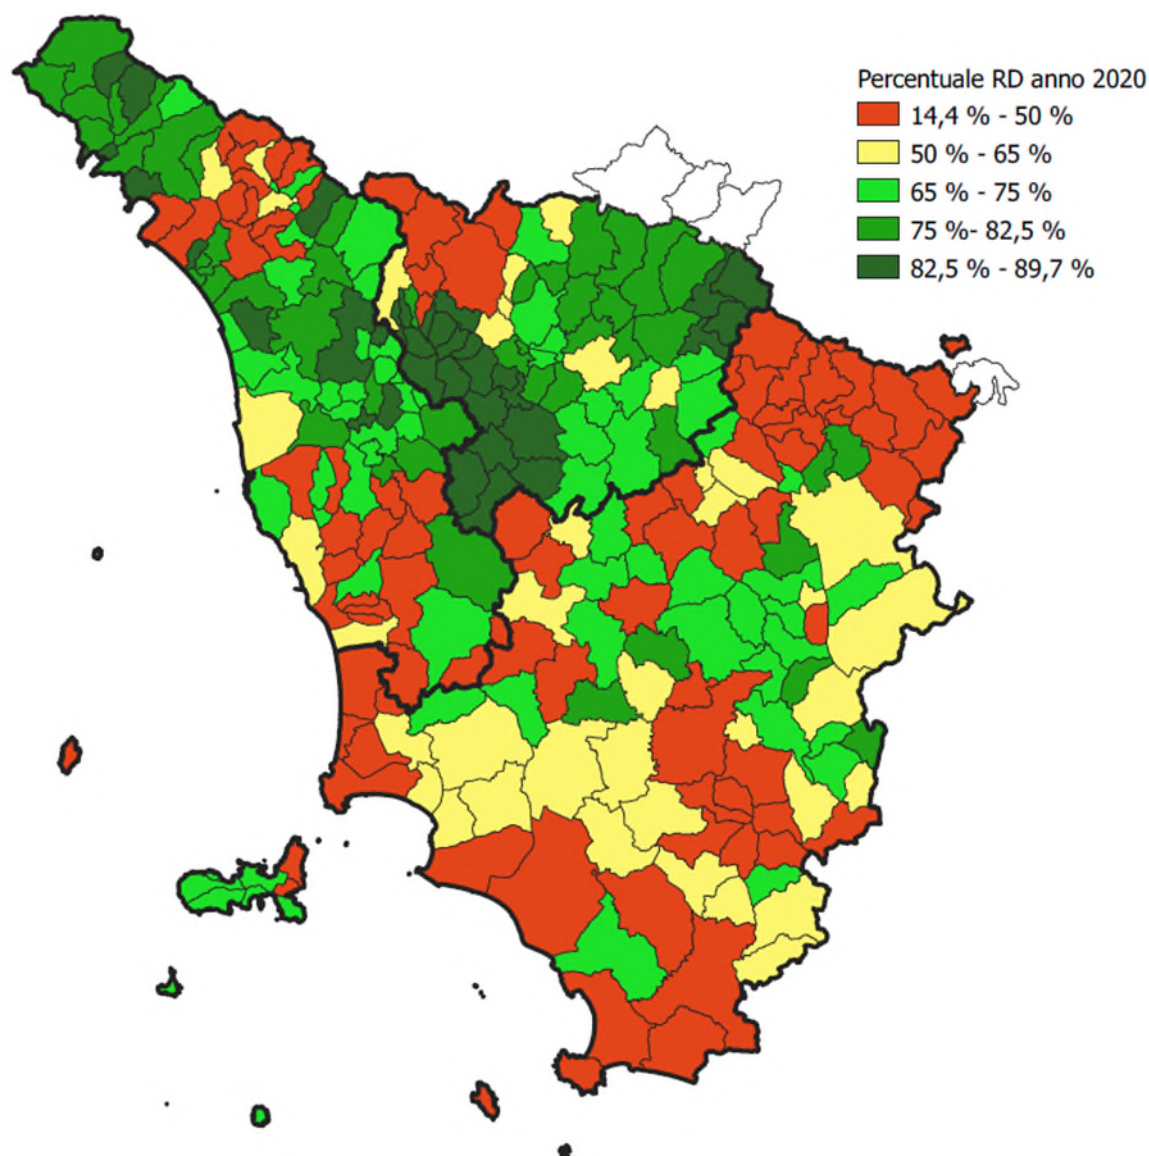 Percentuale RD anno 2020
14,4 % - 50 %
50 % - 65 %
65 % - 75 %
75 %- 82,5 %
82,5 % - 89,7 %